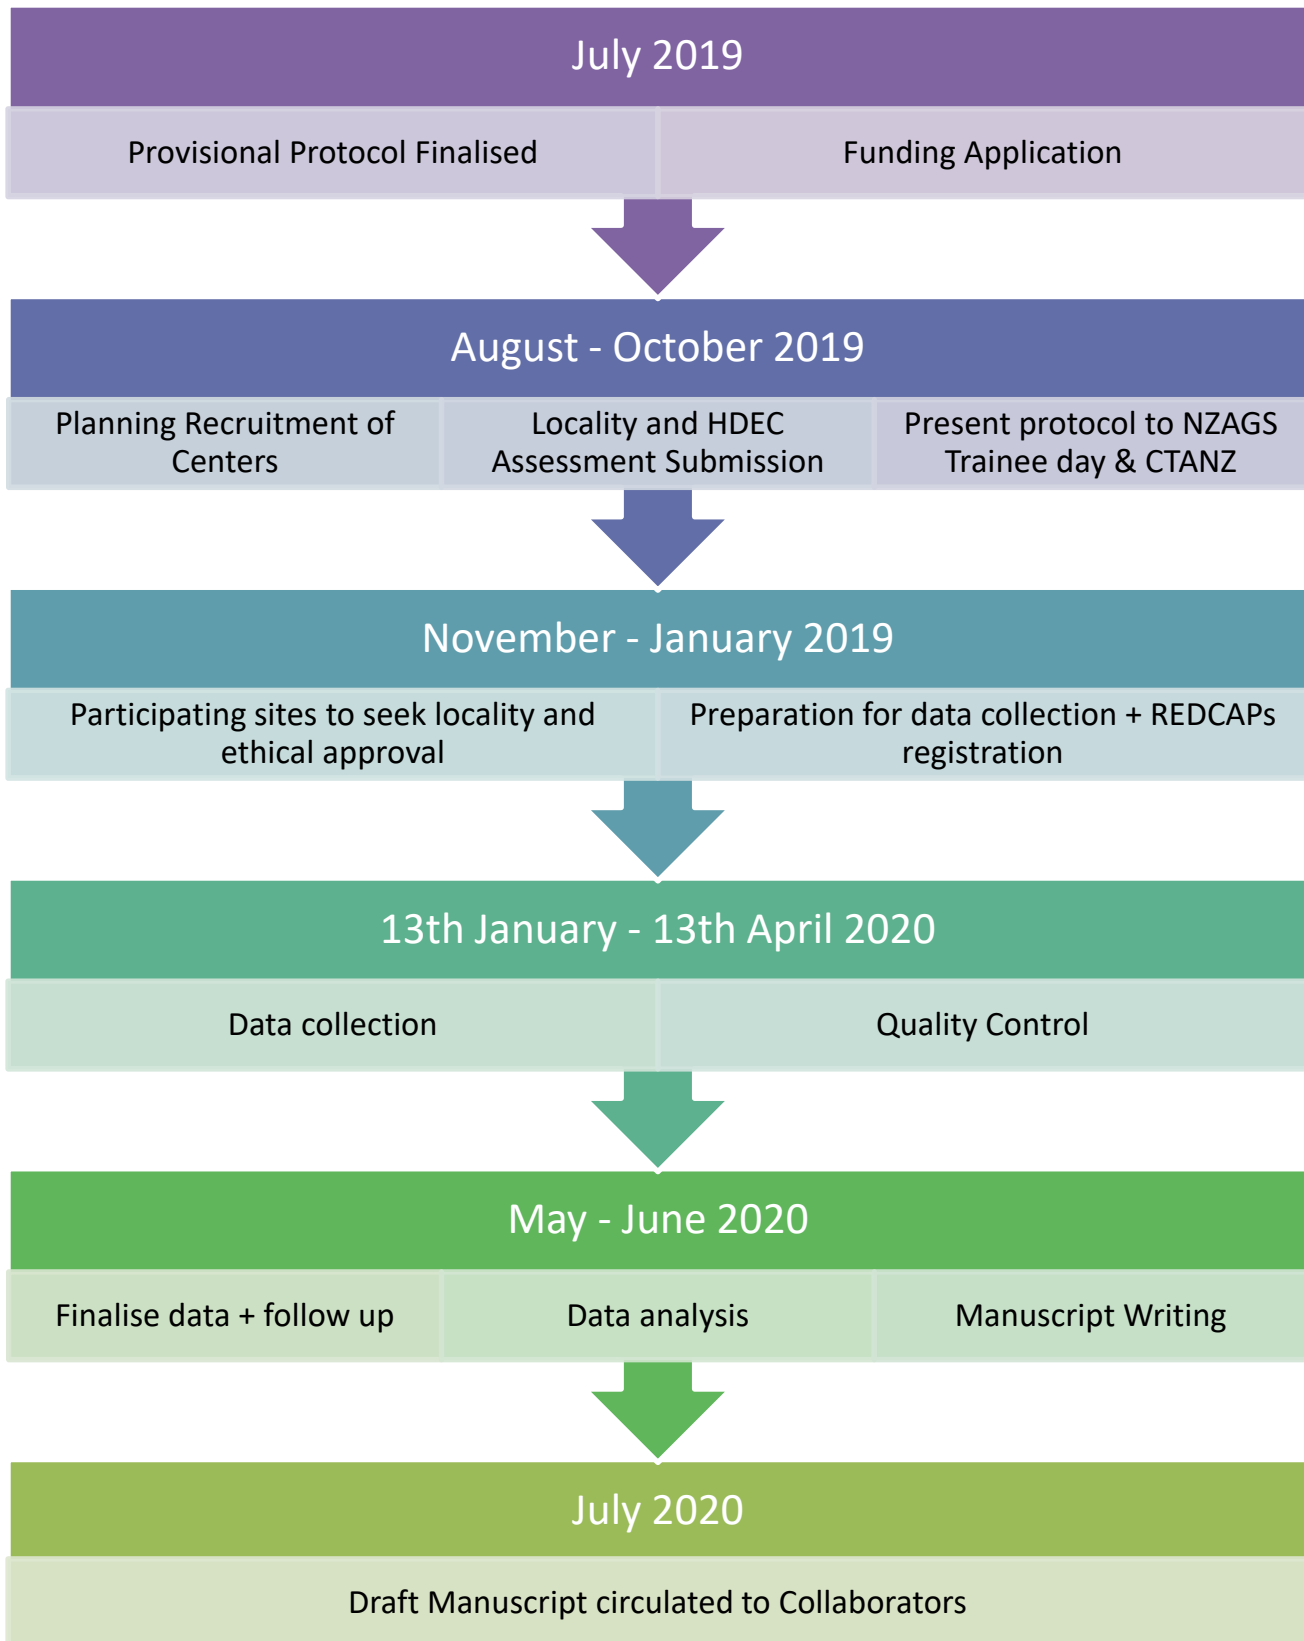 July 2019
Provisional Protocol Finalised
Funding Application
August - October 2019
Planning Recruitment of
Centers
Locality and HDEC
Assessment Submission
Present protocol to NZAGS
Trainee day & CTANZ
November - January 2019
Participating sites to seek locality and
ethical approval
Preparation for data collection + REDCAPs
registration
13th January - 13th April 2020
Data collection
Quality Control
May - June 2020
Finalise data + follow up
Data analysis
Manuscript Writing
July 2020
Draft Manuscript circulated to Collaborators